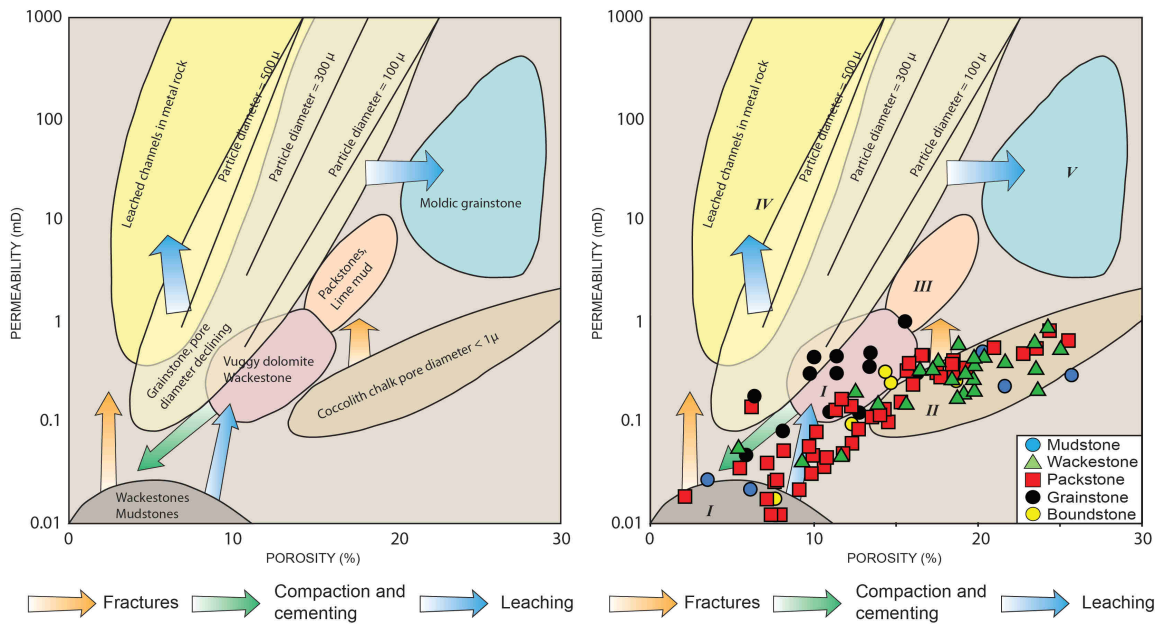 1000
100
10
1
0.1
0.01
PERMEABILITY (mD)
0
10
20
30
POROSITY (%)
Leached channels in metal rock
Particle diameter = 500 µ
Particle diameter = 300 µ
Particle diameter = 100 µ
Moldic grainstone
Packstones,
Lime mud
Grainstone, pore
diameter declining
Vuggy dolomite
Wackestone
Coccolith chalk pore diameter < 1µ
Wackestones
Mudstones
Fractures
Compaction and
cementing
Leaching
1000
100
10
1
0.1
0.01
PERMEABILITY (mD)
0
10
20
30
POROSITY (%)
Leached channels in metal rock
Particle diameter = 500 µ
Particle diameter = 300 µ
Particle diameter = 100 µ
IV
V
III
I
II
I
Mudstone
Wackestone
Packstone
Grainstone
Boundstone
Fractures
Compaction and
cementing
Leaching